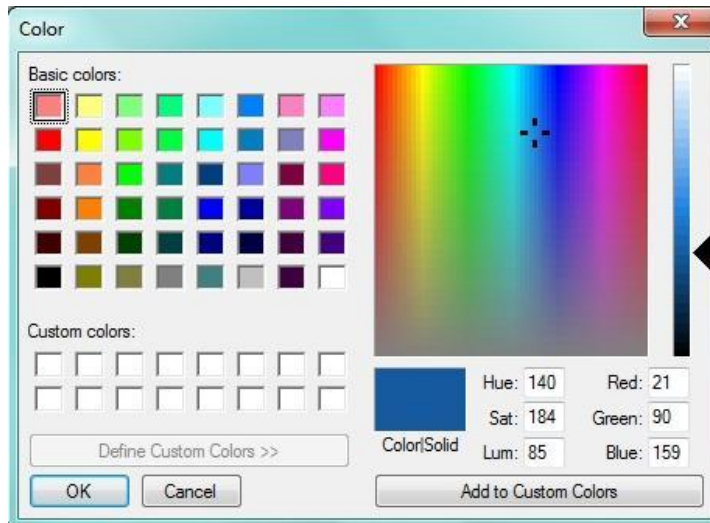 Color
Basic colors:
Custom colors:
Define Custom Colors >>
OK Cancel
Color|Solid
Hue: 140 Red: 21
Sat: 184 Green: 90
Lum: 85 Blue: 159
Add to Custom Colors